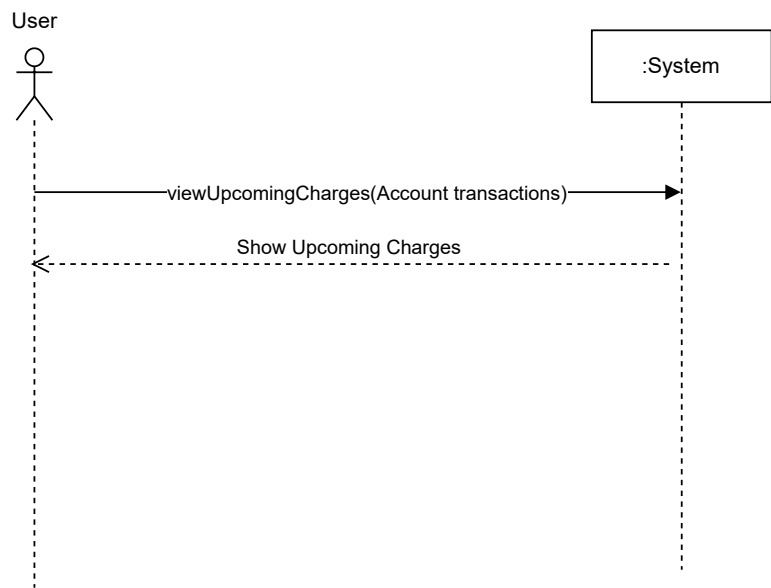 User
:System
viewUpcomingCharges(Account transactions)
Show Upcoming Charges